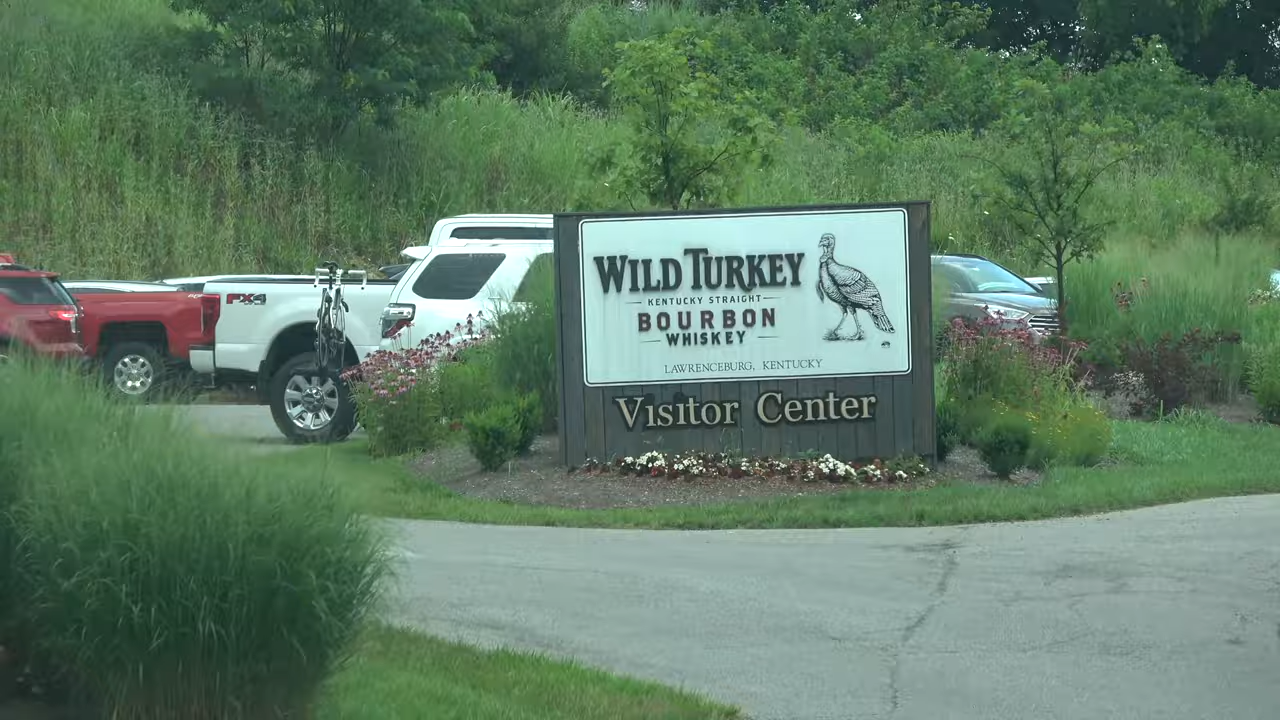 WILD TURKEY
KENTUCKY STRAIGHT
BOURBON
WHISKEY
LAWRENCEBURG, KENTUCKY
Visitor Center
FX4